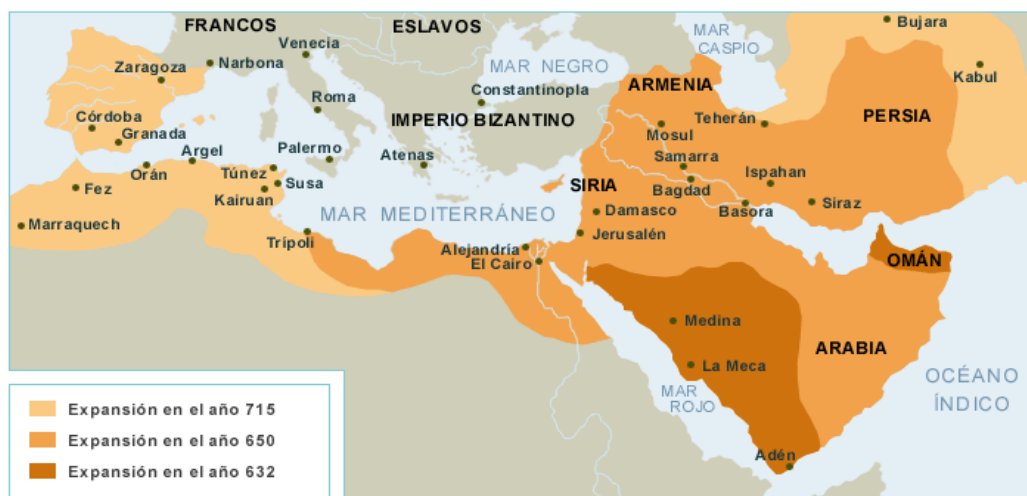 FRANCOS
ESLAVOS
MAR
CASPIO
Bujara
Venecia
Narbona
Zaragoza
MAR NEGRO
Kabul
Constantinopla
ARMENIA
Roma
IMPERIO BIZANTINO
PERSIA
Córdoba
Granada
Mosul
Teherán
Argel
Palermo
Atenas
Samarra
Orán
Túnez
Susa
Fez
Kairuan
SIRIA
Bagdad
Ispahan
Siraz
Basora
MAR MEDITERRÁNEO
Damasco
Marraquech
Trípoli
Jerusalén
Alejandría
El Cairo
OMÁN
Medina
ARABIA
La Meca
MAR
ROJO
OCÉANO
ÍNDICO
Adén
Expansión en el año 715
Expansión en el año 650
Expansión en el año 632